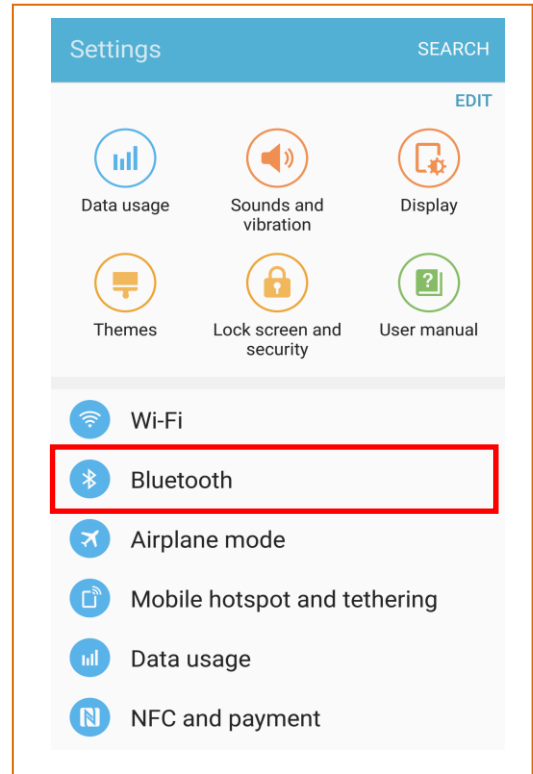 Settings SEARCH
EDIT
Data usage
Sounds and
vibration
Display
Themes
Lock screen and
security
User manual
Wi-Fi
Bluetooth
Airplane mode
Mobile hotspot and tethering
Data usage
NFC and payment